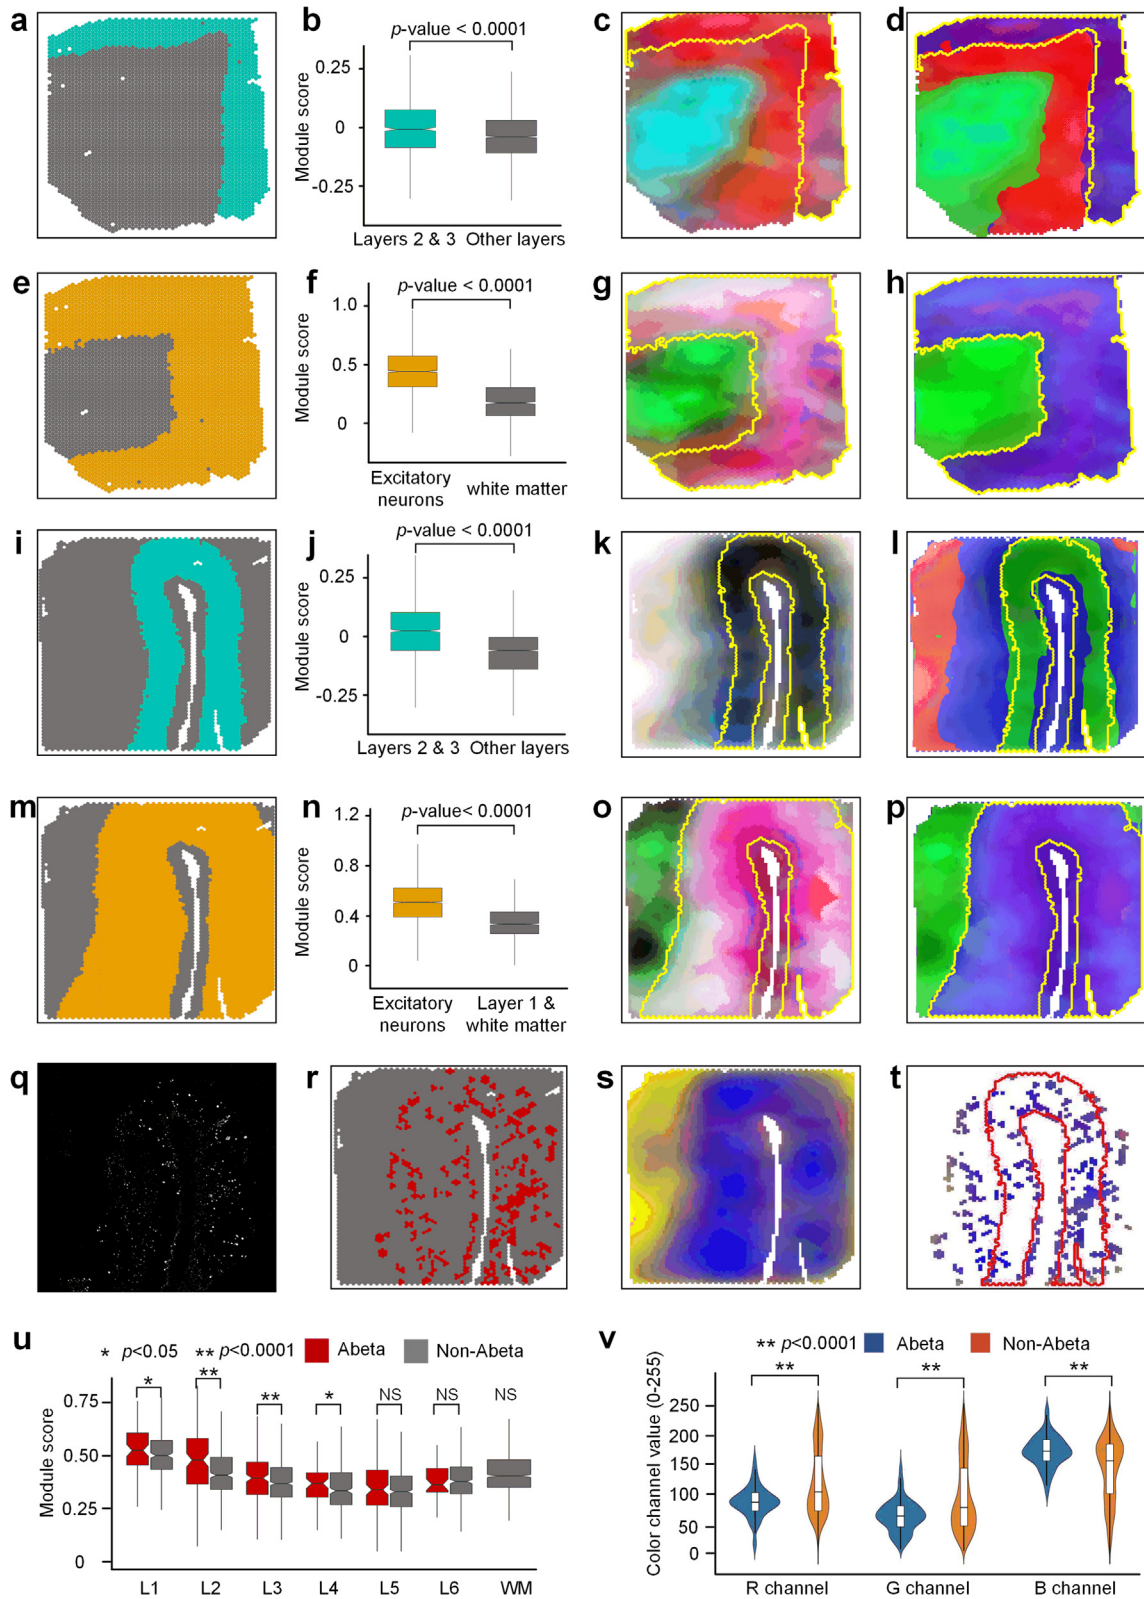 a
b
p-value < 0.0001
Module score
0.25
0
-0.25
Layers 2 & 3 Other layers
c
d
e
f
p-value < 0.0001
Module score
1.0
0.5
0
Excitatory neurons
white matter
g
h
i
j
p-value < 0.0001
Module score
0.25
0
-0.25
Layers 2 & 3 Other layers
k
l
m
n
p-value< 0.0001
Module score
1.2
0.8
0.4
0
Excitatory neurons
Layer 1 & white matter
o
p
q
r
s
t
u
* p<0.05 ** p<0.0001 Abeta Non-Abeta
Module score
0.75
0.50
0.25
0
* ** ** * NS NS NS
L1 L2 L3 L4 L5 L6 WM
v
** p<0.0001 Abeta Non-Abeta
Color channel value (0-255)
250
200
150
100
50
0
** ** **
R channel G channel B channel